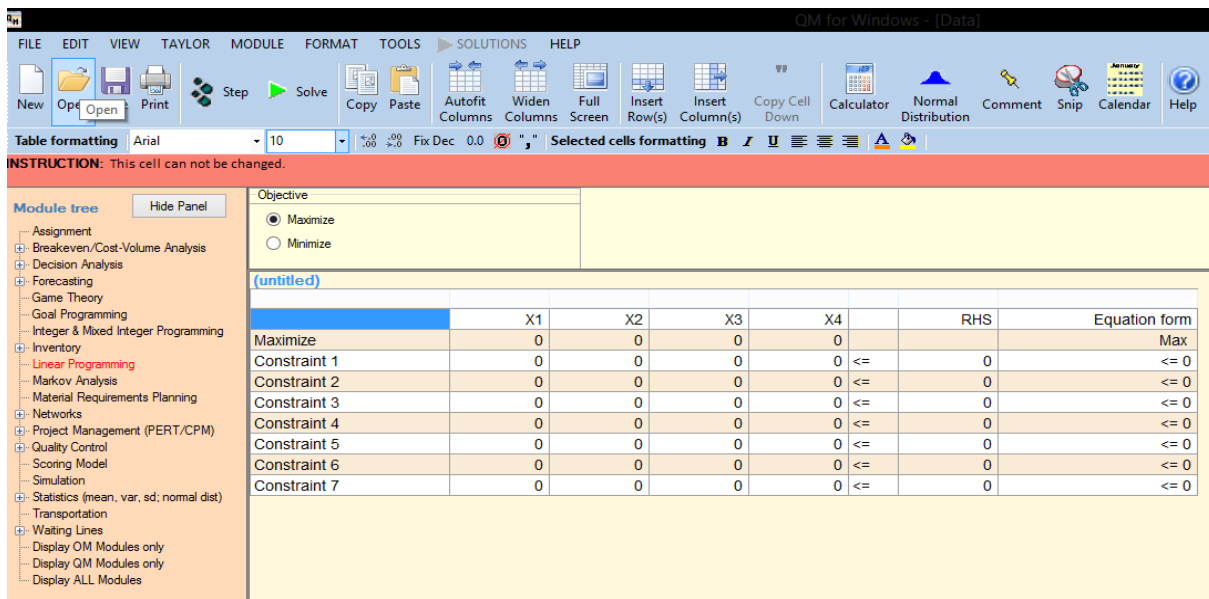 QM for Windows - [Data]
FILE EDIT VIEW TAYLOR MODULE FORMAT TOOLS SOLUTIONS HELP
New Print Step Solve Copy Paste Autofit Columns Widen Columns Full Screen Insert Row(s) Insert Column(s) Copy Cell Down Calculator Normal Distribution Comment Snip Calendar Help
Open
Table formatting Arial 10 Fix Dec 0.0 "," Selected cells formatting B I U A
INSTRUCTION: This cell can not be changed.
Module tree Hide Panel
Assignment
Breakeven/Cost-Volume Analysis
Decision Analysis
Forecasting
Game Theory
Goal Programming
Integer & Mixed Integer Programming
Inventory
Linear Programming
Markov Analysis
Material Requirements Planning
Networks
Project Management (PERT/CPM)
Quality Control
Scoring Model
Simulation
Statistics (mean, var, sd; normal dist)
Transportation
Waiting Lines
Display OM Modules only
Display QM Modules only
Display ALL Modules
Objective
Maximize
Minimize
(untitled)
X1 X2 X3 X4 RHS Equation form
Maximize 0 0 0 0 Max
Constraint 1 0 0 0 0 <= 0 <= 0
Constraint 2 0 0 0 0 <= 0 <= 0
Constraint 3 0 0 0 0 <= 0 <= 0
Constraint 4 0 0 0 0 <= 0 <= 0
Constraint 5 0 0 0 0 <= 0 <= 0
Constraint 6 0 0 0 0 <= 0 <= 0
Constraint 7 0 0 0 0 <= 0 <= 0